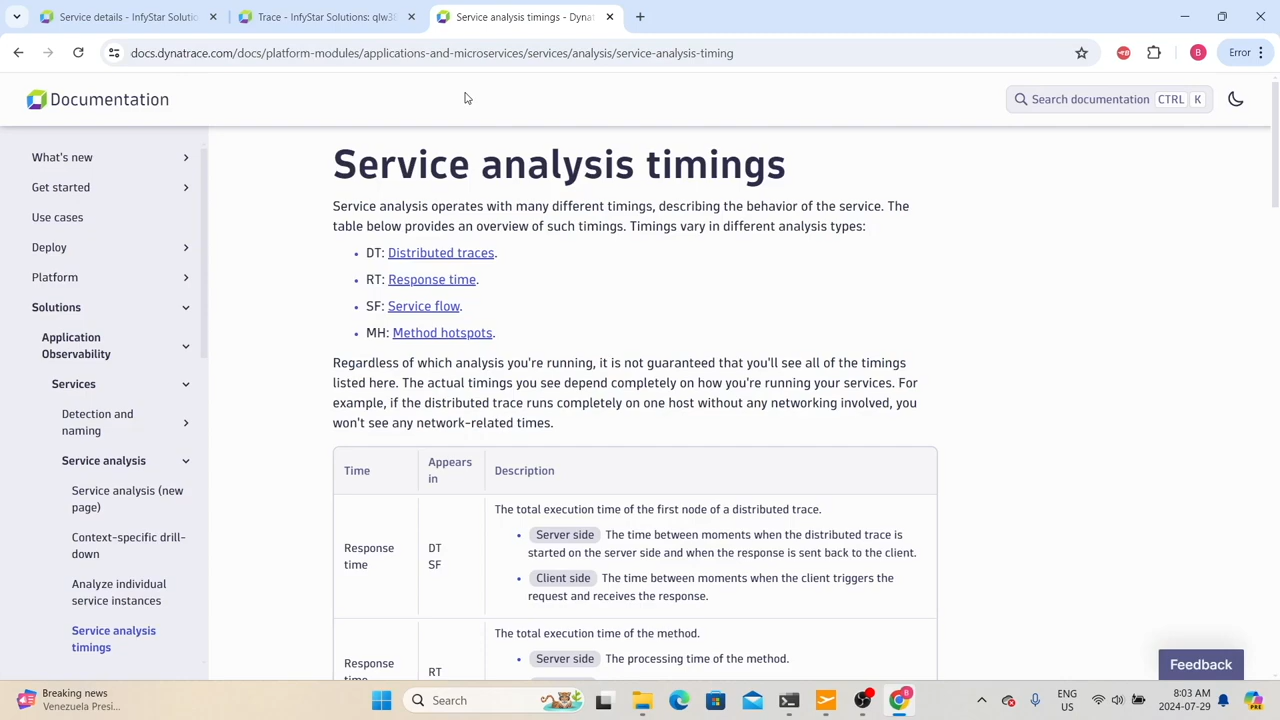 Service details - InfyStar Solutio
Trace - InfyStar Solutions: qlw3
Service analysis timings - Dyna
docs.dynatrace.com/docs/platform-modules/applications-and-microservices/services/analysis/service-analysis-timing
B
Error
Documentation
Search documentation CTRL K
What's new
Get started
Use cases
Deploy
Platform
Solutions
Application
Observability
Services
Detection and
naming
Service analysis
Service analysis (new
page)
Context-specific drill-
down
Analyze individual
service instances
Service analysis
timings
Service analysis timings
Service analysis operates with many different timings, describing the behavior of the service. The
table below provides an overview of such timings. Timings vary in different analysis types:
• DT: Distributed traces.
• RT: Response time.
• SF: Service flow.
• MH: Method hotspots.
Regardless of which analysis you're running, it is not guaranteed that you'll see all of the timings
listed here. The actual timings you see depend completely on how you're running your services. For
example, if the distributed trace runs completely on one host without any networking involved, you
won't see any network-related times.
Time
Appears
in
Description
Response
time
DT
SF
The total execution time of the first node of a distributed trace.
• Server side The time between moments when the distributed trace is
started on the server side and when the response is sent back to the client.
• Client side The time between moments when the client triggers the
request and receives the response.
Response
time
RT
The total execution time of the method.
• Server side The processing time of the method.
Feedback
Breaking news
Venezuela Presi...
Search
ENG
US
8:03 AM
2024-07-29